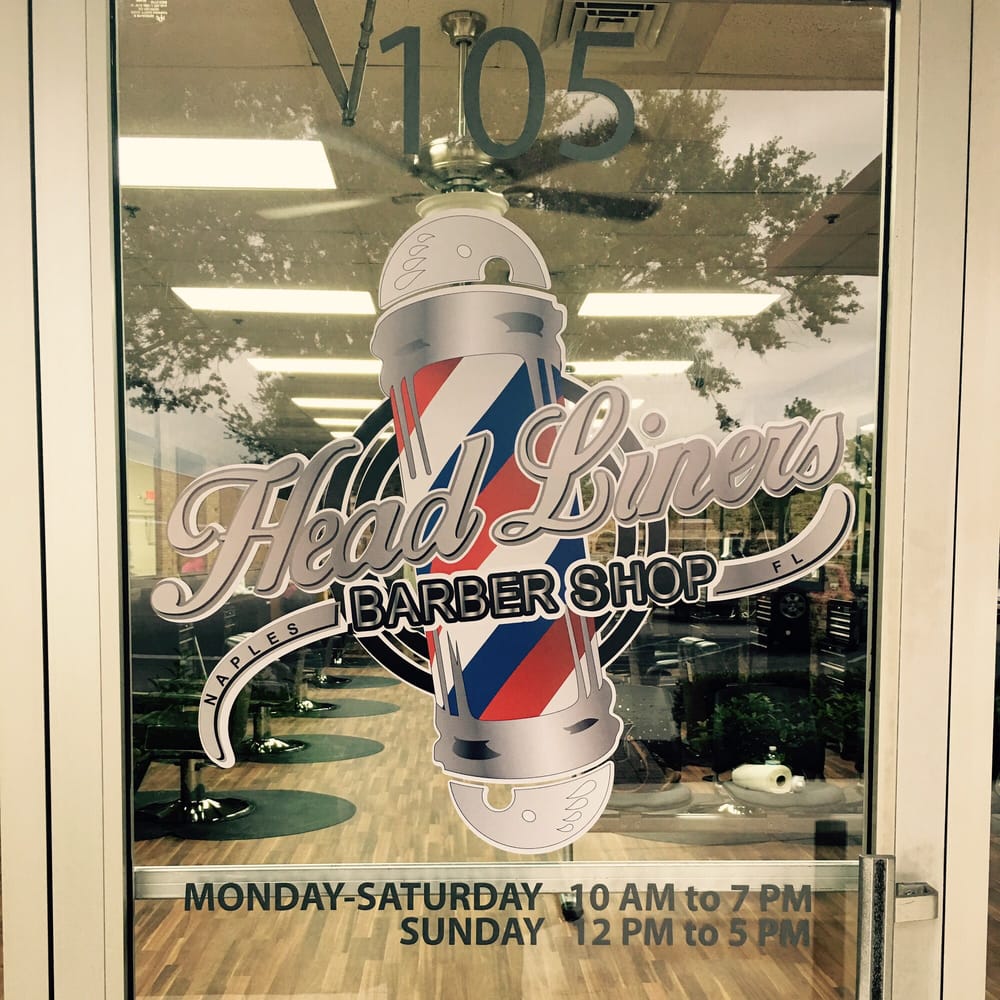 105
Head Liners
BARBER SHOP
NAPLES FL
MONDAY-SATURDAY 10 AM to 7 PM
SUNDAY 12 PM to 5 PM